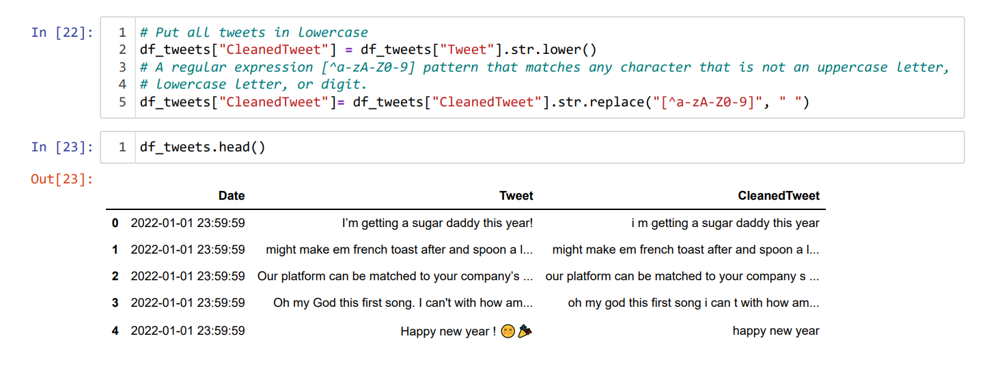 In [22]:
1 # Put all tweets in lowercase
2 df_tweets["CleanedTweet"] = df_tweets["Tweet"].str.lower()
3 # A regular expression [^a-zA-Z0-9] pattern that matches any character that is not an uppercase letter,
4 # lowercase letter, or digit.
5 df_tweets["CleanedTweet"]= df_tweets["CleanedTweet"].str.replace("[^a-zA-Z0-9]", " ")
In [23]:
1 df_tweets.head()
Out[23]:
Date Tweet CleanedTweet
0 2022-01-01 23:59:59 I’m getting a sugar daddy this year! i m getting a sugar daddy this year
1 2022-01-01 23:59:59 might make em french toast after and spoon a l... might make em french toast after and spoon a l...
2 2022-01-01 23:59:59 Our platform can be matched to your company’s ... our platform can be matched to your company s ...
3 2022-01-01 23:59:59 Oh my God this first song. I can't with how am... oh my god this first song i can t with how am...
4 2022-01-01 23:59:59 Happy new year ! 😁🎉 happy new year